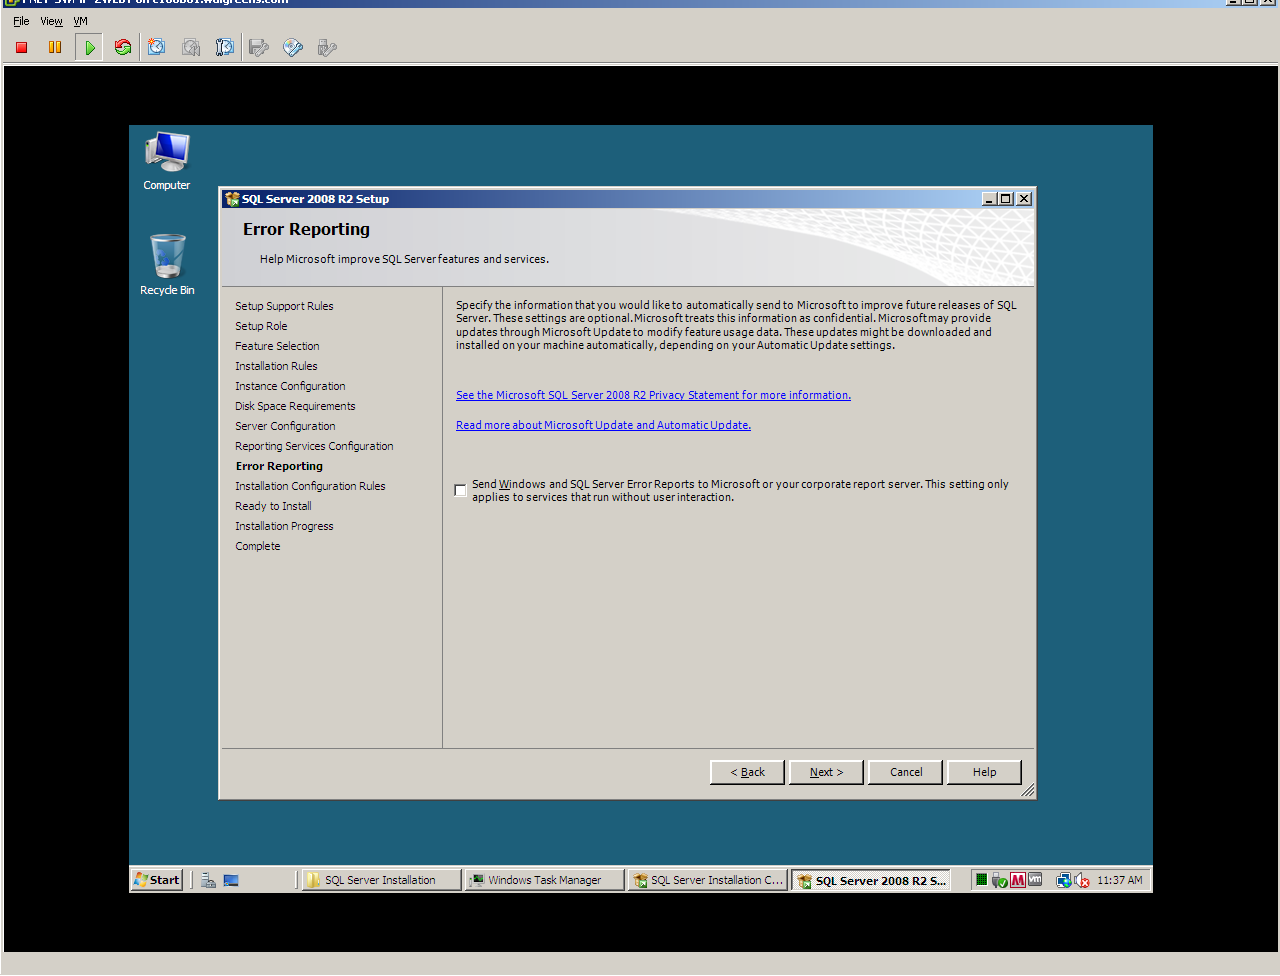 File View VM
Computer
Recycle Bin
SQL Server 2008 R2 Setup
Error Reporting
Help Microsoft improve SQL Server features and services.
Setup Support Rules
Setup Role
Feature Selection
Installation Rules
Instance Configuration
Disk Space Requirements
Server Configuration
Reporting Services Configuration
Error Reporting
Installation Configuration Rules
Ready to Install
Installation Progress
Complete
Specify the information that you would like to automatically send to Microsoft to improve future releases of SQL
Server. These settings are optional. Microsoft treats this information as confidential. Microsoft may provide
updates through Microsoft Update to modify feature usage data. These updates might be downloaded and
installed on your machine automatically, depending on your Automatic Update settings.
See the Microsoft SQL Server 2008 R2 Privacy Statement for more information.
Read more about Microsoft Update and Automatic Update.
Send Windows and SQL Server Error Reports to Microsoft or your corporate report server. This setting only
applies to services that run without user interaction.
< Back Next > Cancel Help
Start SQL Server Installation Windows Task Manager SQL Server Installation C... SQL Server 2008 R2 S... 11:37 AM